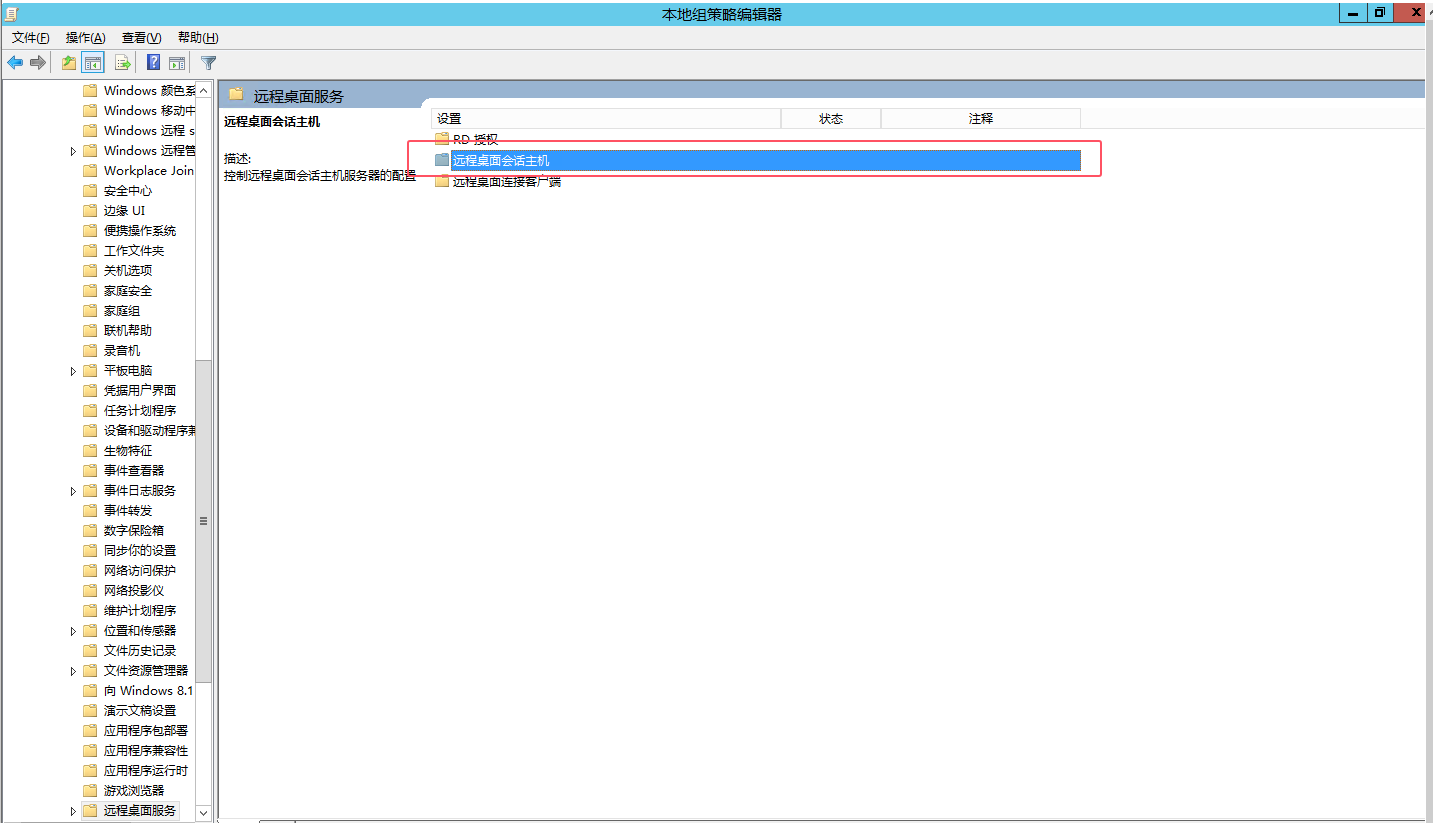 本地组策略编辑器
文件(F) 操作(A) 查看(V) 帮助(H)
Windows 颜色系
Windows 移动中
Windows 远程 s
Windows 远程管
Workplace Join
安全中心
边缘 UI
便携操作系统
工作文件夹
关机选项
家庭安全
家庭组
联机帮助
录音机
平板电脑
凭据用户界面
任务计划程序
设备和驱动程序兼
生物特征
事件查看器
事件日志服务
事件转发
数字保险箱
同步你的设置
网络访问保护
网络投影仪
维护计划程序
位置和传感器
文件历史记录
文件资源管理器
向 Windows 8.1
演示文稿设置
应用程序包部署
应用程序兼容性
应用程序运行时
游戏浏览器
远程桌面服务
远程桌面服务
远程桌面会话主机
描述:
控制远程桌面会话主机服务器的配置
设置 状态 注释
RD 授权
远程桌面会话主机
远程桌面连接客户端